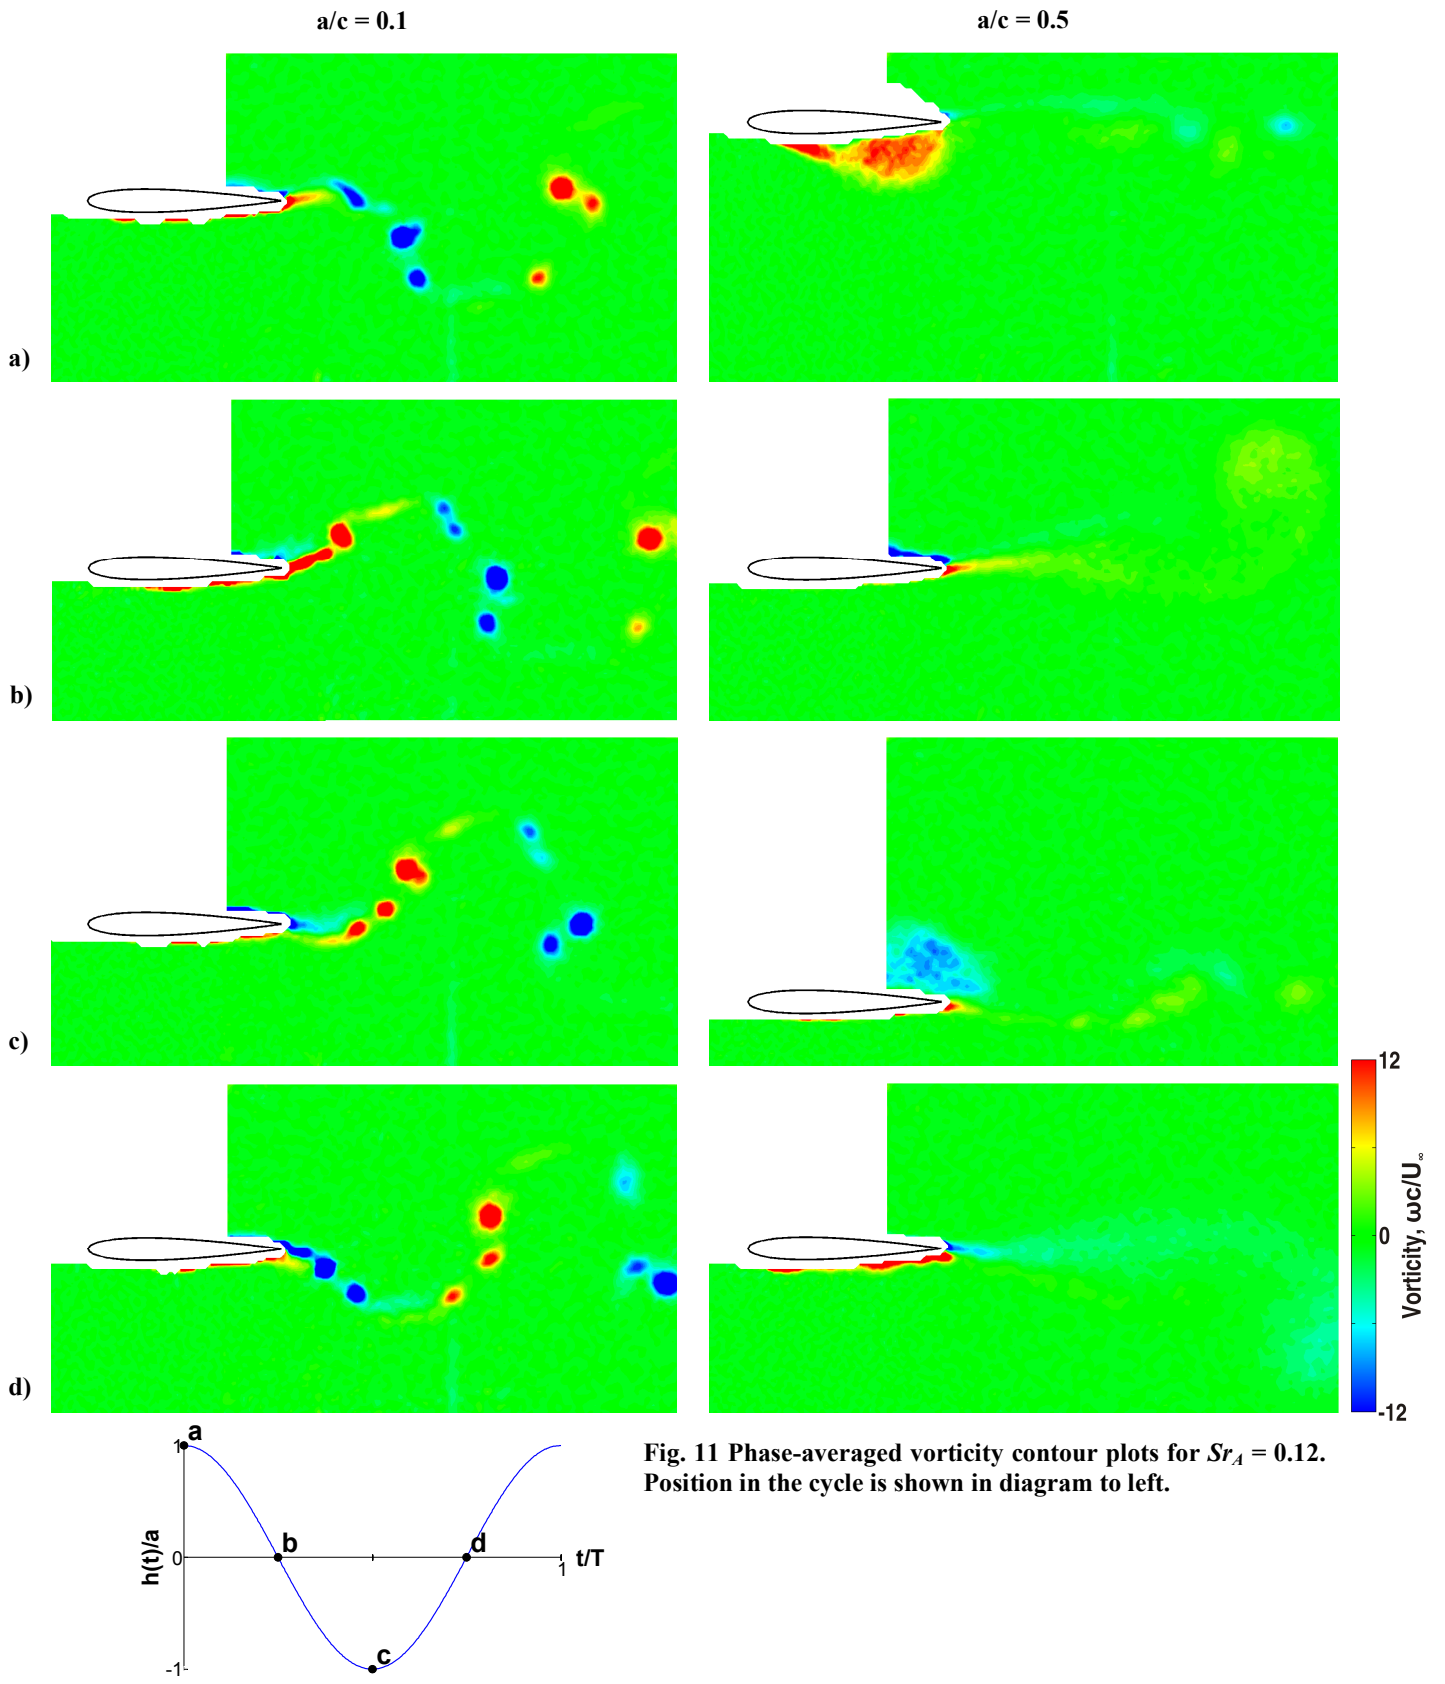 a/c = 0.1
a/c = 0.5
a)
b)
c)
d)
12
0
-12
Vorticity, ωc/U∞
Fig. 11 Phase-averaged vorticity contour plots for SrA = 0.12.
Position in the cycle is shown in diagram to left.
a
1
b
d
0
h(t)/a
t/T
1
c
-1